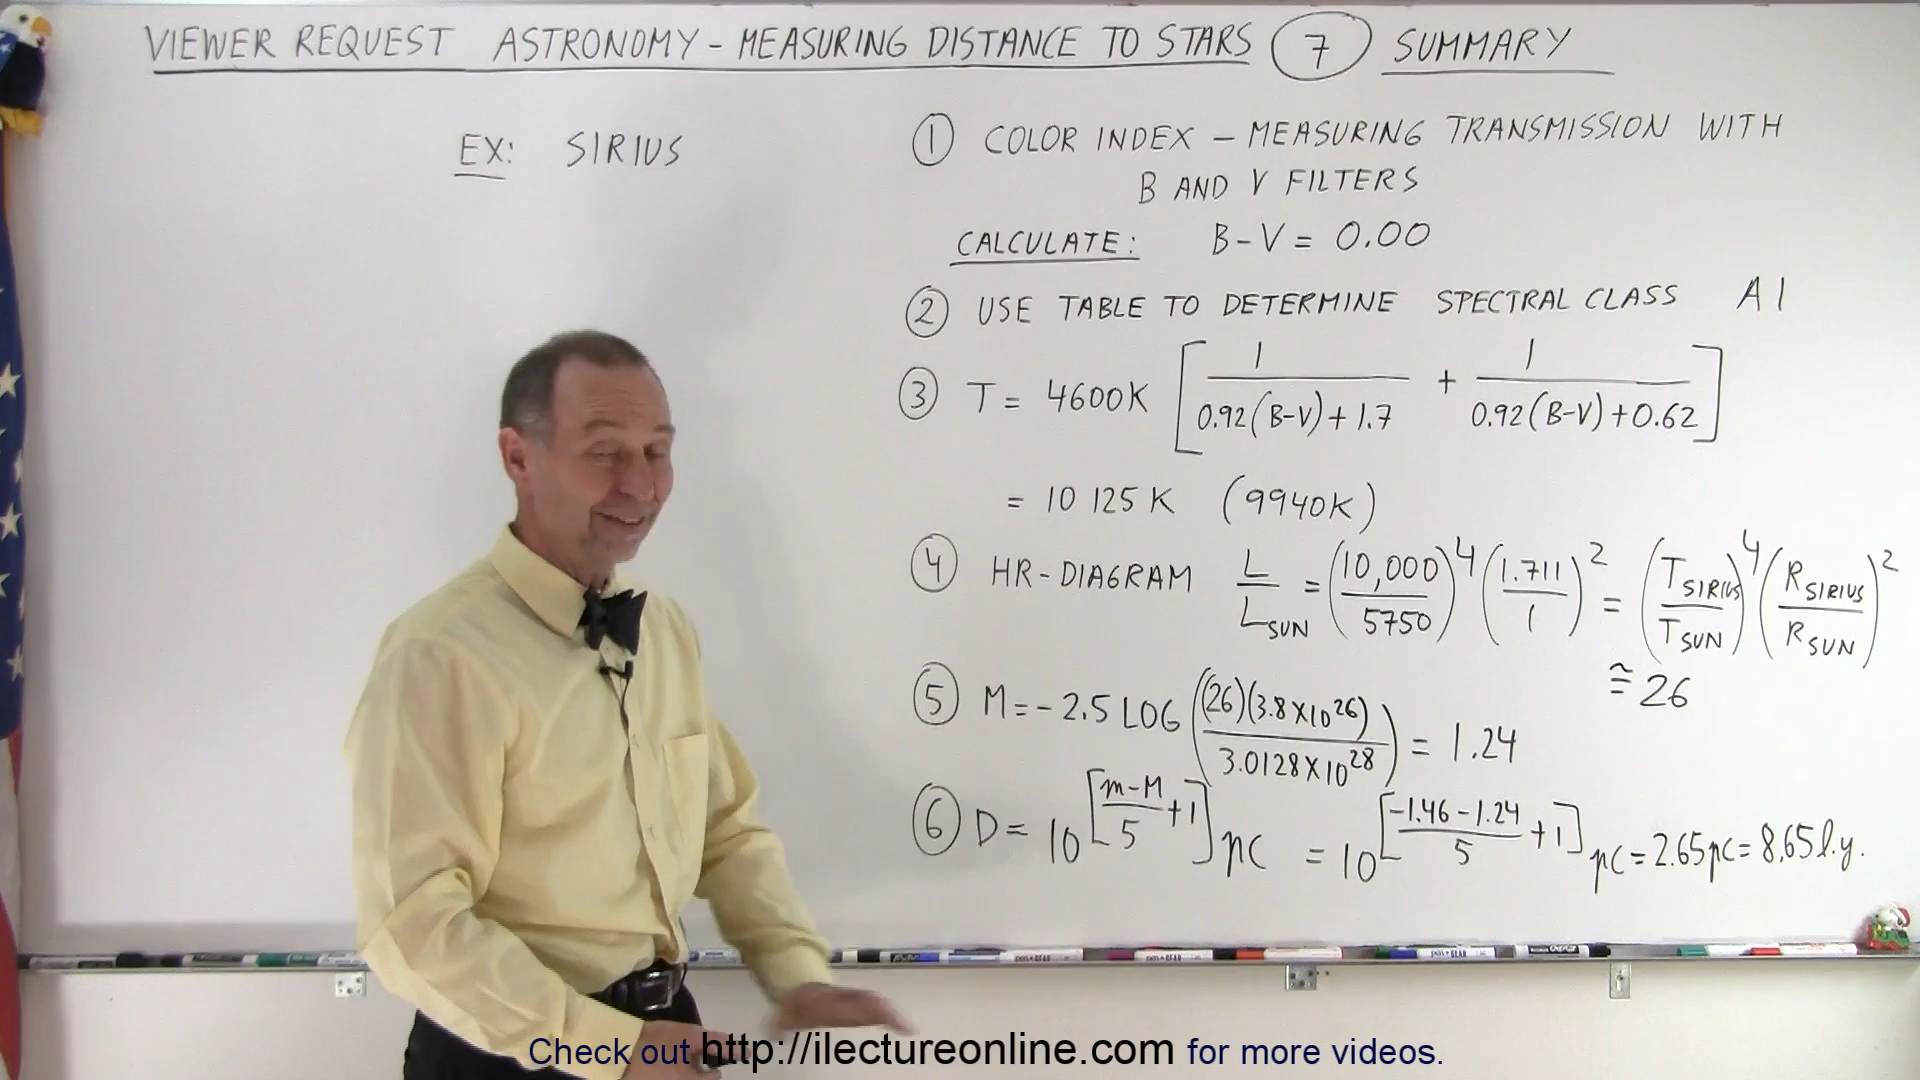 VIEWER REQUEST ASTRONOMY - MEASURING DISTANCE TO STARS 7 SUMMARY
EX: SIRIUS
1 COLOR INDEX - MEASURING TRANSMISSION WITH
B AND V FILTERS
CALCULATE: B-V = 0.00
2 USE TABLE TO DETERMINE SPECTRAL CLASS A1
3 T = 4600K [ 1 / (0.92(B-V)+1.7) + 1 / (0.92(B-V)+0.62) ]
= 10 125 K (9940K)
4 HR-DIAGRAM L/L_SUN = (10,000/5750)^4 (1.711/1)^2 = (T_SIRIUS/T_SUN)^4 (R_SIRIUS/R_SUN)^2
≅ 26
5 M = -2.5 LOG ((26)(3.8×10^26) / 3.0128×10^28) = 1.24
6 D = 10^[(m-M)/5 + 1] pc = 10^[(-1.46-1.24)/5 + 1] pc = 2.65pc = 8.65 l.y.
Check out http://ilectureonline.com for more videos.